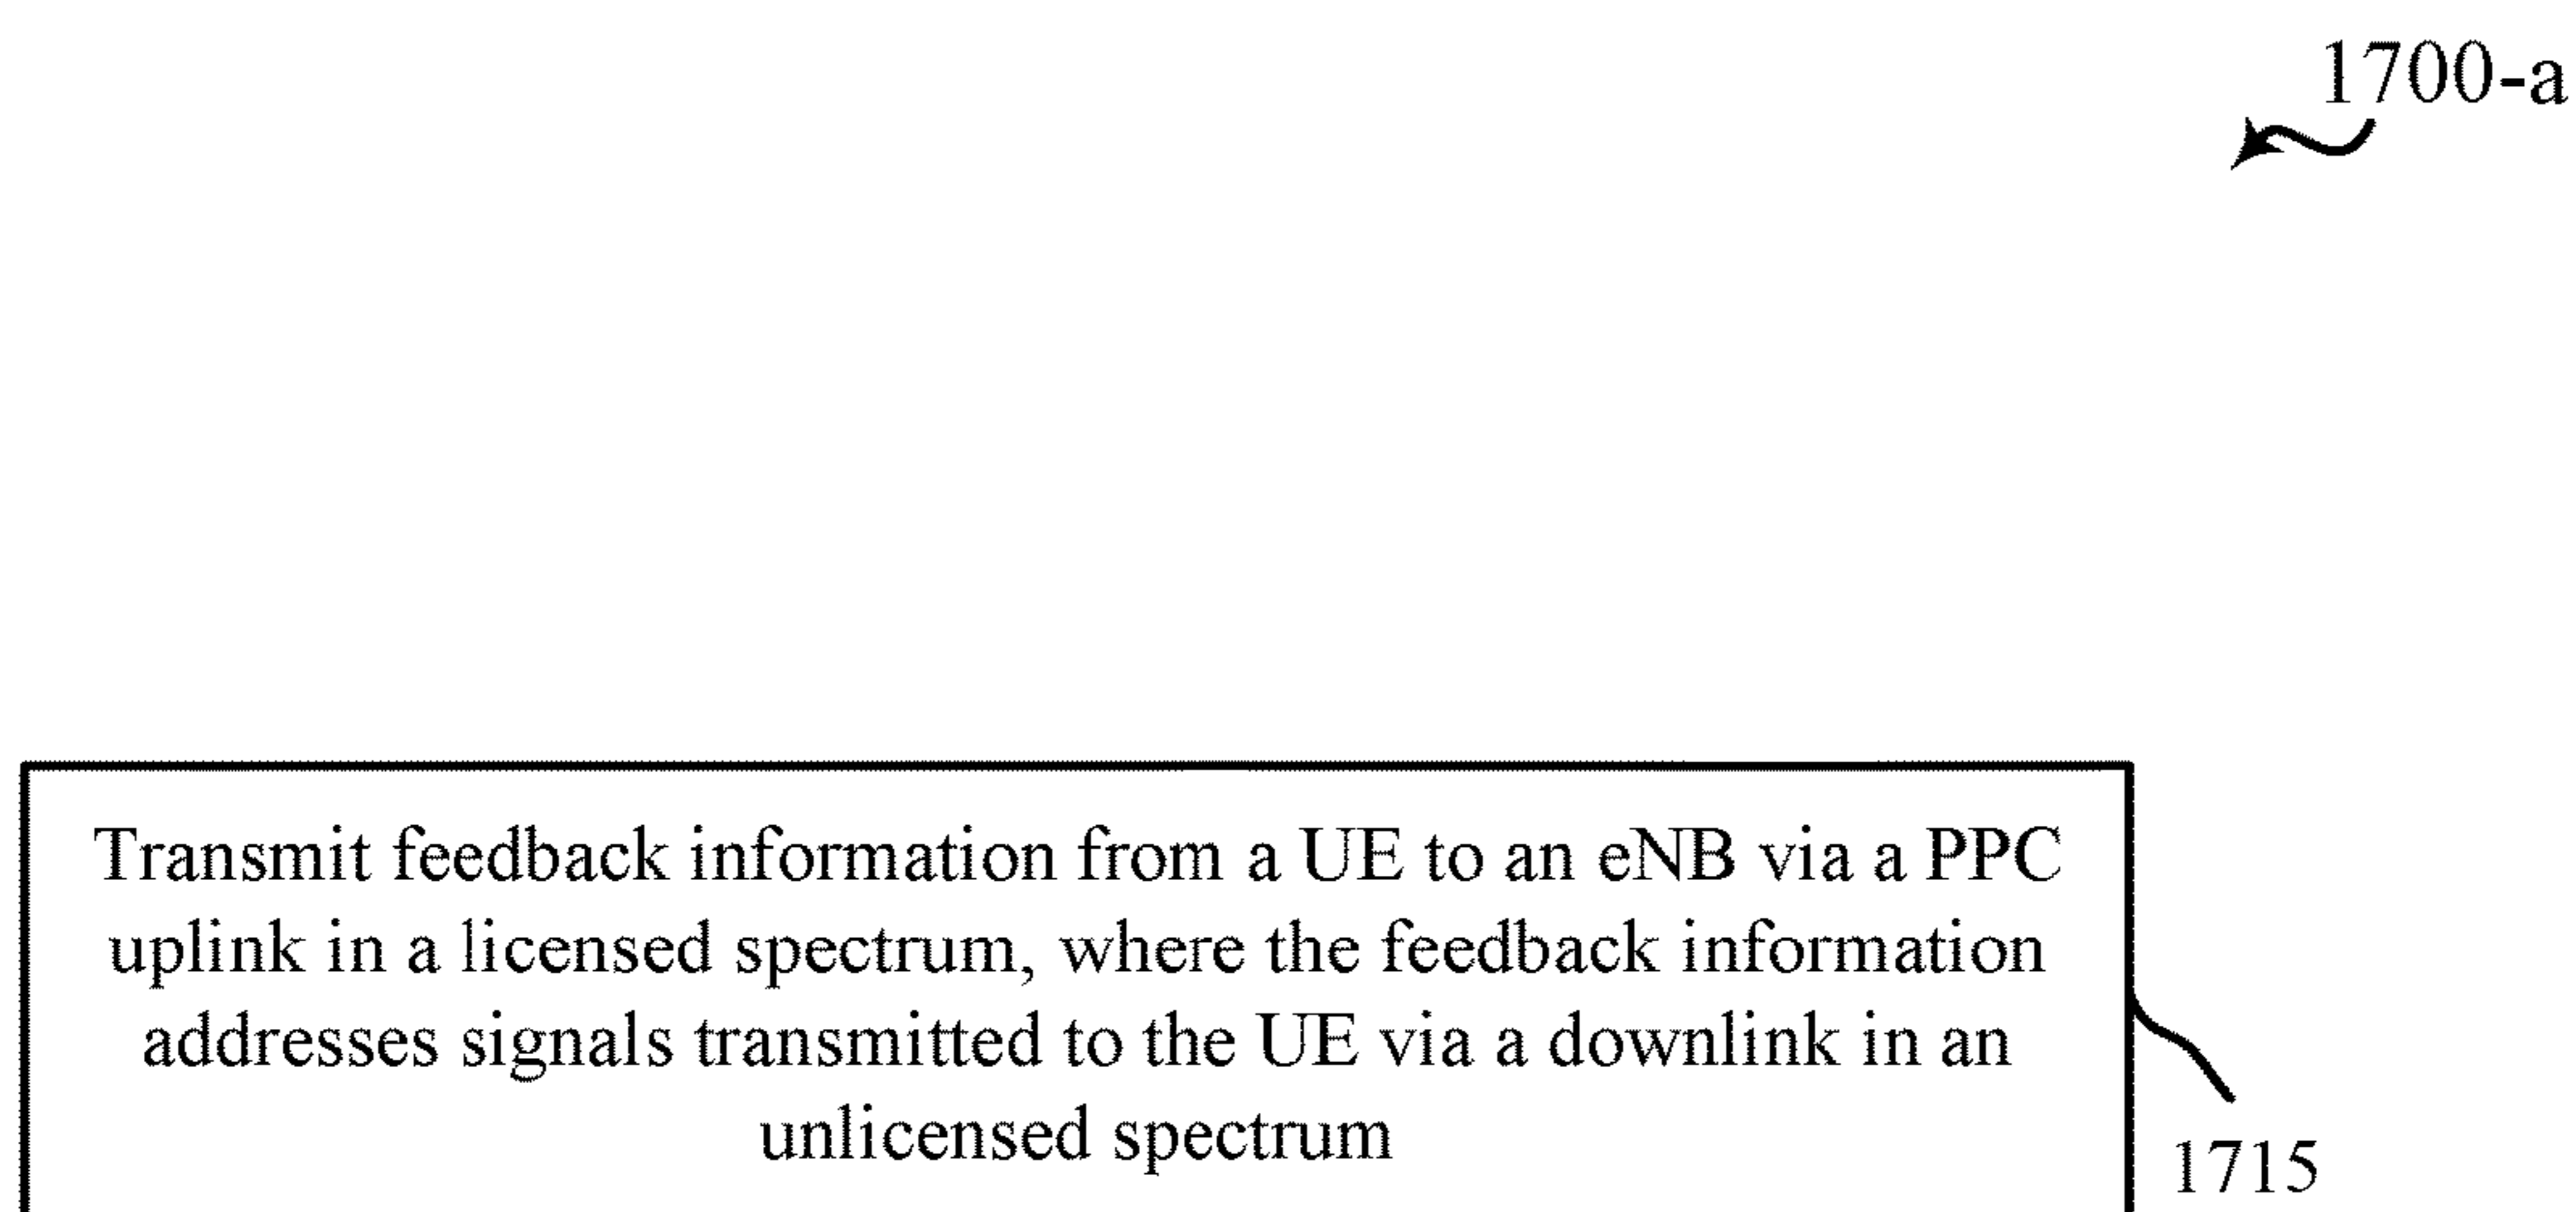 1700-a
Transmit feedback information from a UE to an eNB via a PPC
uplink in a licensed spectrum, where the feedback information
addresses signals transmitted to the UE via a downlink in an
unlicensed spectrum
1715